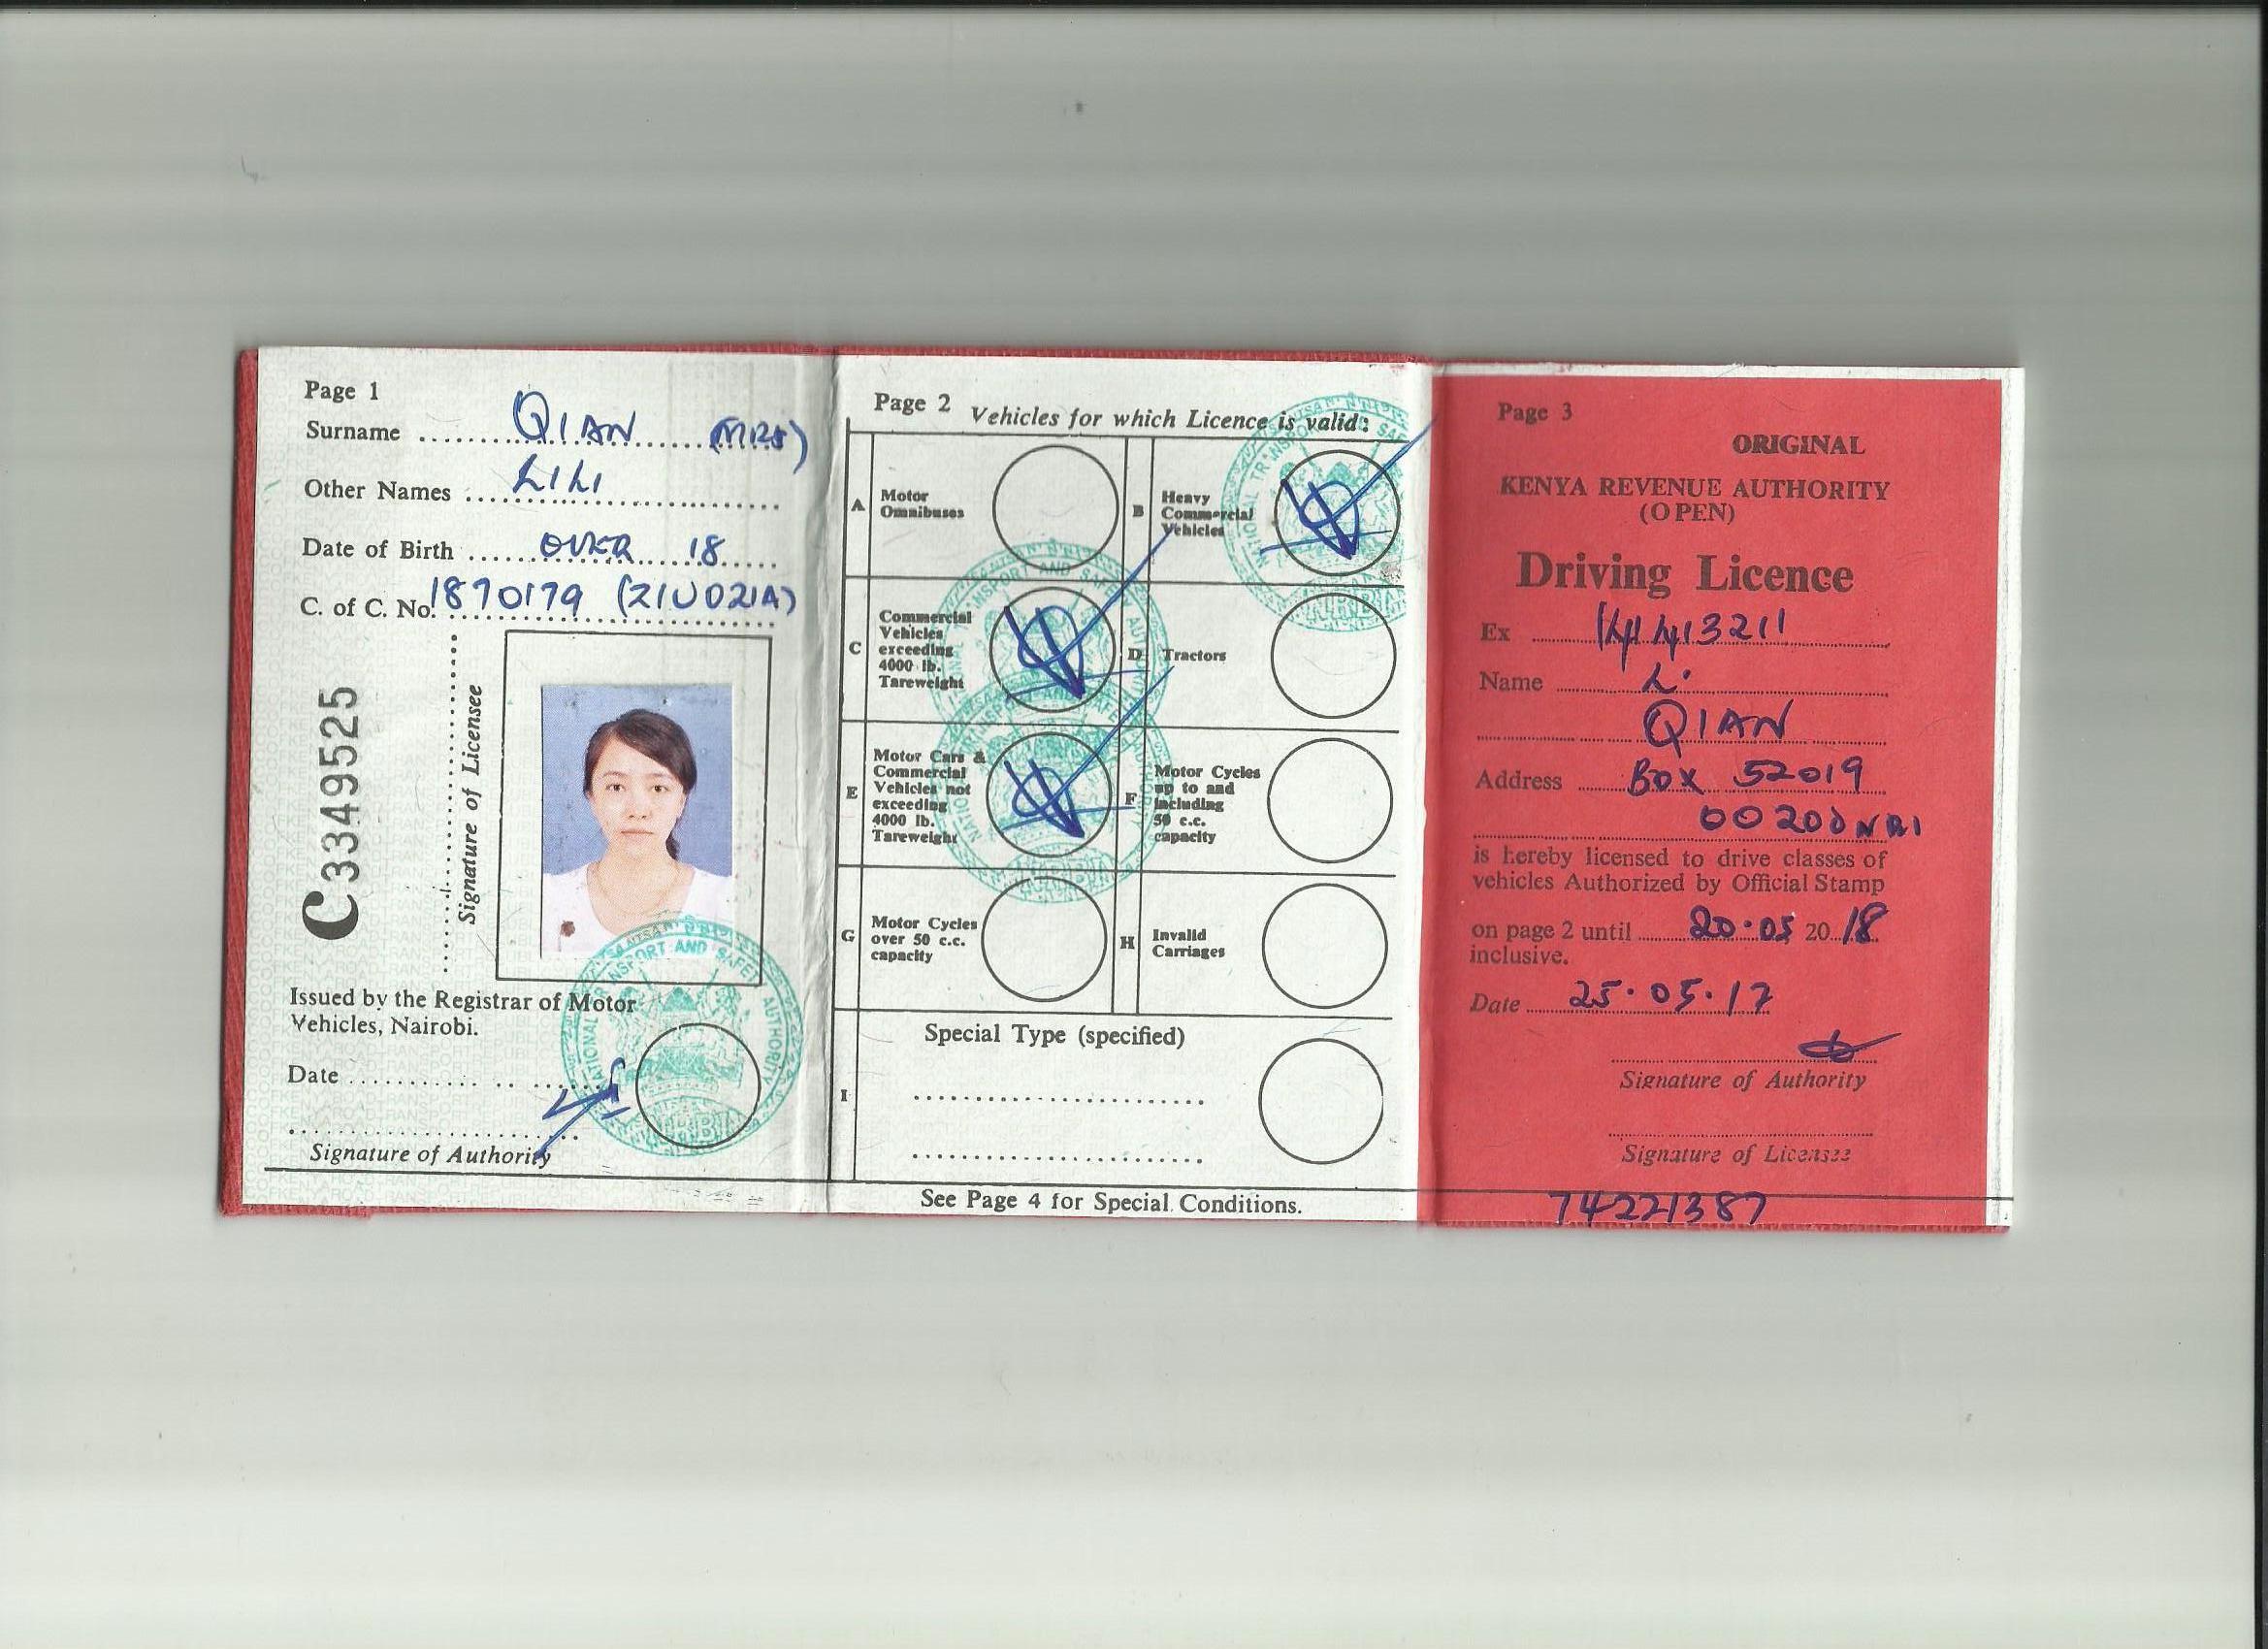 Page 1
Surname QIAN (MRS)
Other Names LILI
Date of Birth OVER 18
C. of C. No. 1870179 (Z1U021A)
C3349525
Signature of Licensee
Issued by the Registrar of Motor
Vehicles, Nairobi.
Date
Signature of Authority
Page 2
Vehicles for which Licence is valid:
A Motor
Omnibuses
B Heavy
Commercial
Vehicles
C Commercial
Vehicles
exceeding
4000 lb.
Tareweight
D Tractors
E Motor Cars &
Commercial
Vehicles not
exceeding
4000 lb.
Tareweight
F Motor Cycles
up to and
including
50 c.c.
capacity
G Motor Cycles
over 50 c.c.
capacity
H Invalid
Carriages
I Special Type (specified)
See Page 4 for Special Conditions.
Page 3
ORIGINAL
KENYA REVENUE AUTHORITY
(OPEN)
Driving Licence
Ex
Name L.
QIAN
Address Box 52019
00200 NBI
is hereby licensed to drive classes of
vehicles Authorized by Official Stamp
on page 2 until 20.05 2018
inclusive.
Date 25.05.17
Signature of Authority
Signature of Licensee
74221387